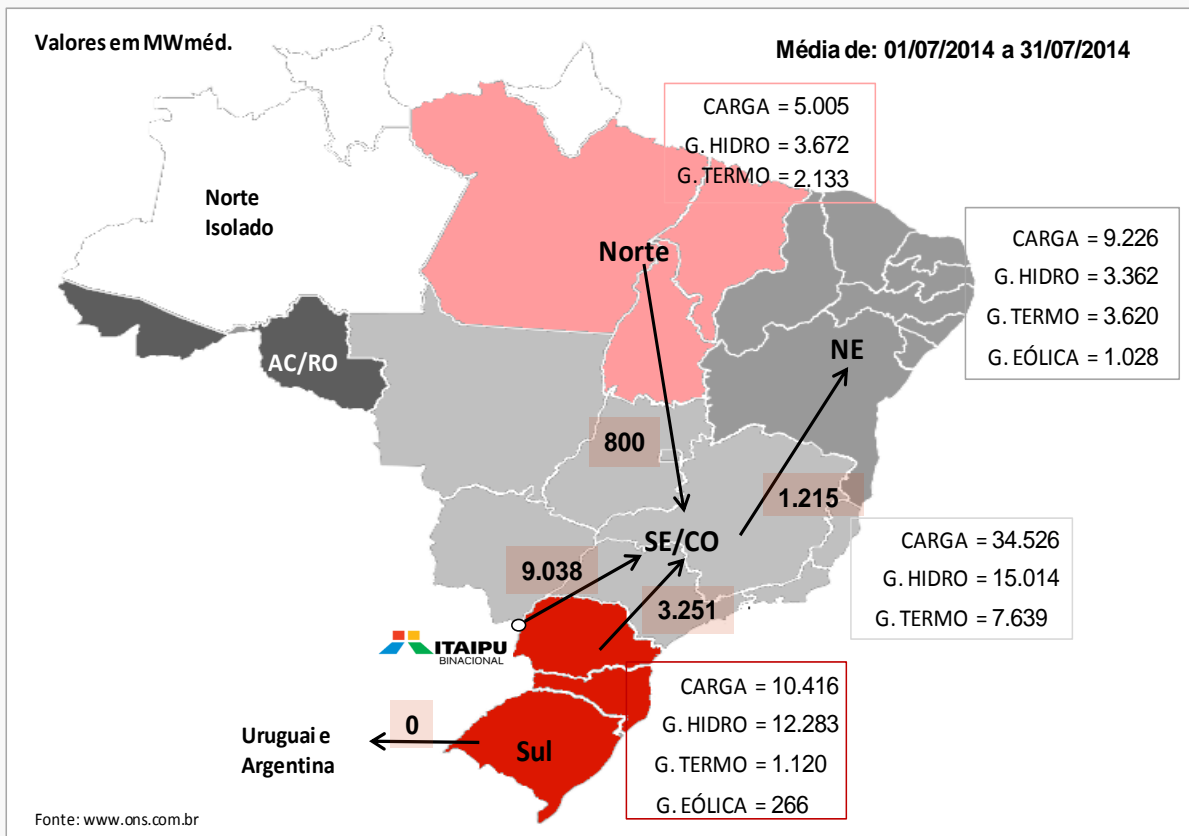 Valores em MWméd.
Média de: 01/07/2014 a 31/07/2014
CARGA = 5.005
G. HIDRO = 3.672
G. TERMO = 2.133
Norte
Isolado
Norte
CARGA = 9.226
G. HIDRO = 3.362
G. TERMO = 3.620
G. EÓLICA = 1.028
AC/RO
NE
800
1.215
SE/CO
CARGA = 34.526
G. HIDRO = 15.014
G. TERMO = 7.639
9.038
3.251
ITAIPU
BINACIONAL
CARGA = 10.416
G. HIDRO = 12.283
G. TERMO = 1.120
G. EÓLICA = 266
0
Uruguai e
Argentina
Sul
Fonte: www.ons.com.br